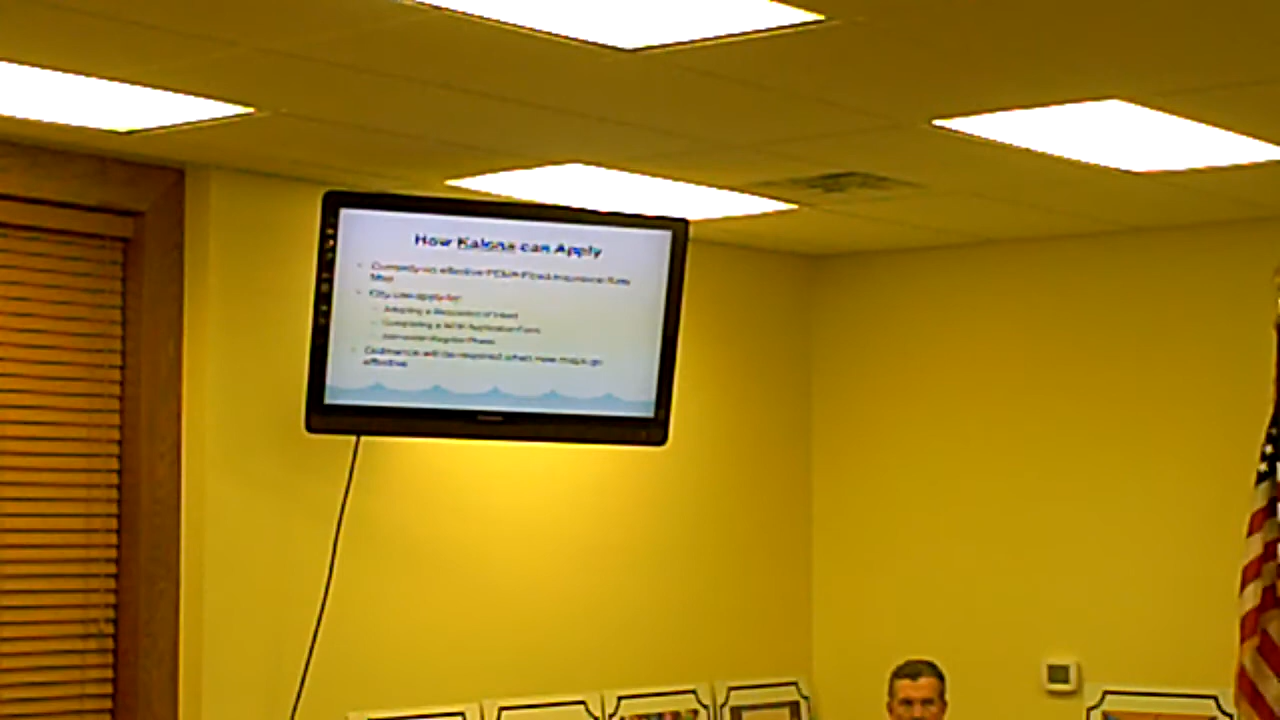 How Kalona can Apply
Currently no effective FEMA Flood Insurance Rate
Map
City can apply by:
Adopting a Resolution of Intent
Completing a NFIP Application Form
Ordinance will be required when new maps go
effective